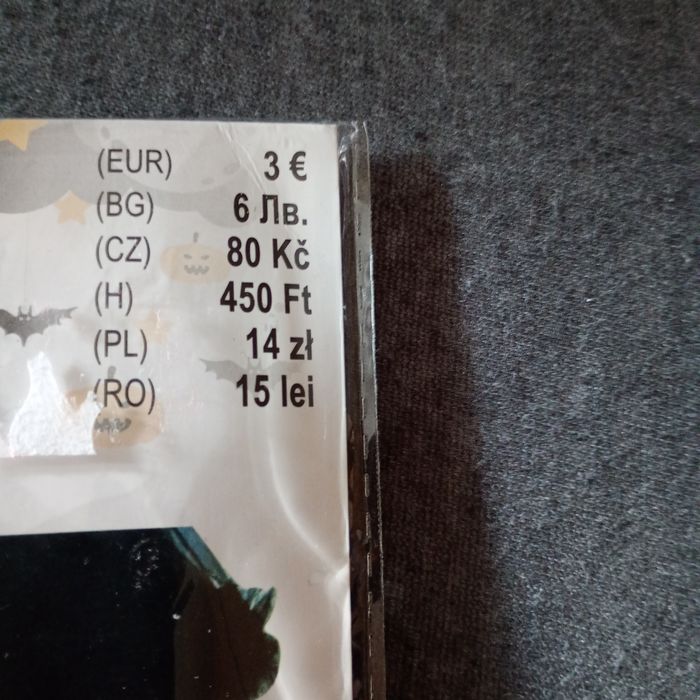 (EUR) 3 €
(BG) 6 Лв.
(CZ) 80 Kč
(H) 450 Ft
(PL) 14 zł
(RO) 15 lei